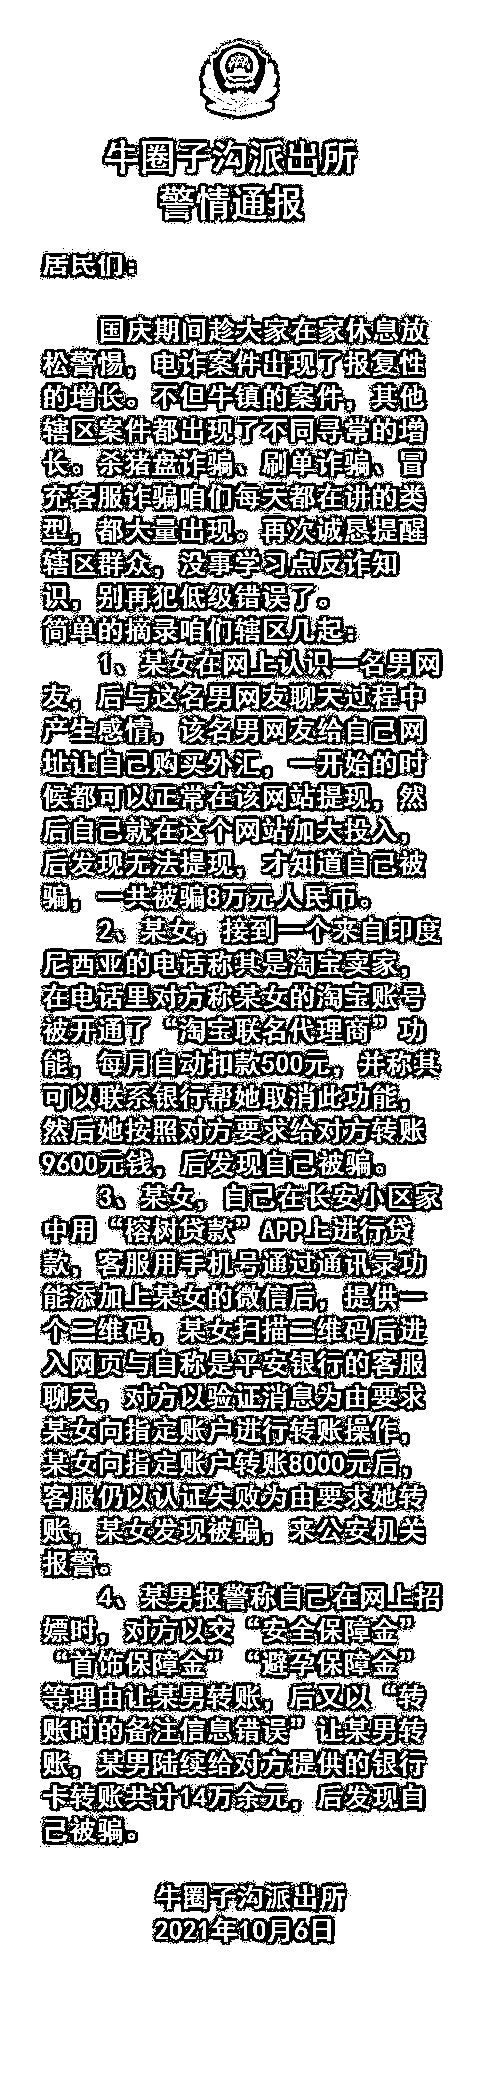 牛圈子沟派出所
警情通报
居民们：
国庆期间趁大家在家休息放
松警惕，电诈案件出现了报复性
的增长。不但牛镇的案件，其他
辖区案件都出现了不同寻常的增
长。杀猪盘诈骗、刷单诈骗、冒
充客服诈骗咱们每天都在讲的类
型，都大量出现。再次诚恳提醒
辖区群众，没事学习点反诈知
识，别再犯低级错误了。
简单的摘录咱们辖区几起：
1、某女在网上认识一名男网
友，后与这名男网友聊天过程中
产生感情，该名男网友给自己网
址让自己购买外汇，一开始的时
候都可以正常在该网站提现，然
后自己就在这个网站加大投入，
后发现无法提现，才知道自己被
骗，一共被骗8万元人民币。
2、某女，接到一个来自印度
尼西亚的电话称其是淘宝卖家，
在电话里对方称某女的淘宝账号
被开通了“淘宝联名代理商”功
能，每月自动扣款500元，并称其
可以联系银行帮她取消此功能，
然后她按照对方要求给对方转账
9600元钱，后发现自己被骗。
3、某女，自己在长安小区家
中用“榕树贷款”APP上进行贷
款，客服用手机号通过通讯录功
能添加上某女的微信后，提供一
个二维码，某女扫描二维码后进
入网页与自称是平安银行的客服
聊天，对方以验证消息为由要求
某女向指定账户进行转账操作，
某女向指定账户转账8000元后，
客服仍以认证失败为由要求她转
账，某女发现被骗，来公安机关
报警。
4、某男报警称自己在网上招
嫖时，对方以交“安全保障金”
“首饰保障金”“避孕保障金”
等理由让某男转账，后又以“转
账时的备注信息错误”让某男转
账，某男陆续给对方提供的银行
卡转账共计14万余元，后发现自
己被骗。
牛圈子沟派出所
2021年10月6日